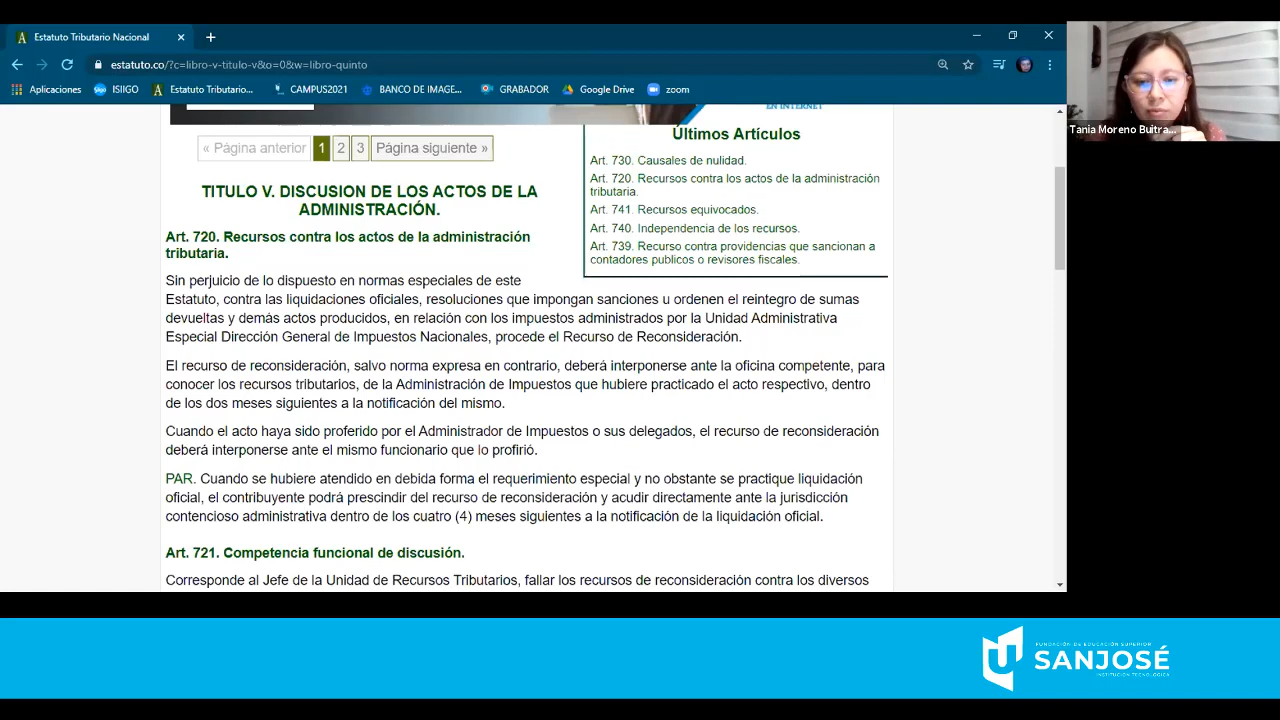 Estatuto Tributario Nacional
estatuto.co/?c=libro-v-titulo-v&o=0&w=libro-quinto
Aplicaciones
ISIIGO
Estatuto Tributario...
CAMPUS2021
BANCO DE IMAGE...
GRABADOR
Google Drive
zoom
Tania Moreno Buitra...
EN INTERNET
« Página anterior 1 2 3 Página siguiente »
Últimos Artículos
Art. 730. Causales de nulidad.
Art. 720. Recursos contra los actos de la administración
tributaria.
Art. 741. Recursos equivocados.
Art. 740. Independencia de los recursos.
Art. 739. Recurso contra providencias que sancionan a
contadores publicos o revisores fiscales.
TITULO V. DISCUSION DE LOS ACTOS DE LA
ADMINISTRACIÓN.
Art. 720. Recursos contra los actos de la administración
tributaria.
Sin perjuicio de lo dispuesto en normas especiales de este
Estatuto, contra las liquidaciones oficiales, resoluciones que impongan sanciones u ordenen el reintegro de sumas
devueltas y demás actos producidos, en relación con los impuestos administrados por la Unidad Administrativa
Especial Dirección General de Impuestos Nacionales, procede el Recurso de Reconsideración.
El recurso de reconsideración, salvo norma expresa en contrario, deberá interponerse ante la oficina competente, para
conocer los recursos tributarios, de la Administración de Impuestos que hubiere practicado el acto respectivo, dentro
de los dos meses siguientes a la notificación del mismo.
Cuando el acto haya sido proferido por el Administrador de Impuestos o sus delegados, el recurso de reconsideración
deberá interponerse ante el mismo funcionario que lo profirió.
PAR. Cuando se hubiere atendido en debida forma el requerimiento especial y no obstante se practique liquidación
oficial, el contribuyente podrá prescindir del recurso de reconsideración y acudir directamente ante la jurisdicción
contencioso administrativa dentro de los cuatro (4) meses siguientes a la notificación de la liquidación oficial.
Art. 721. Competencia funcional de discusión.
Corresponde al Jefe de la Unidad de Recursos Tributarios, fallar los recursos de reconsideración contra los diversos
FUNDACIÓN DE EDUCACIÓN SUPERIOR
SANJOSÉ
INSTITUCIÓN TECNOLÓGICA